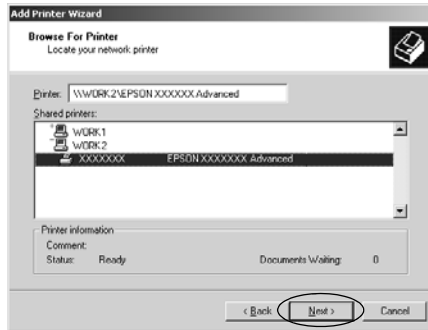 Add Printer Wizard
Browse For Printer
Locate your network printer
Printer: \\WORK2\EPSON XXXXXX Advanced
Shared printers:
WORK1
WORK2
XXXXXXX EPSON XXXXXXX Advanced
Printer information
Comment:
Status: Ready Documents Waiting: 0
< Back Next > Cancel